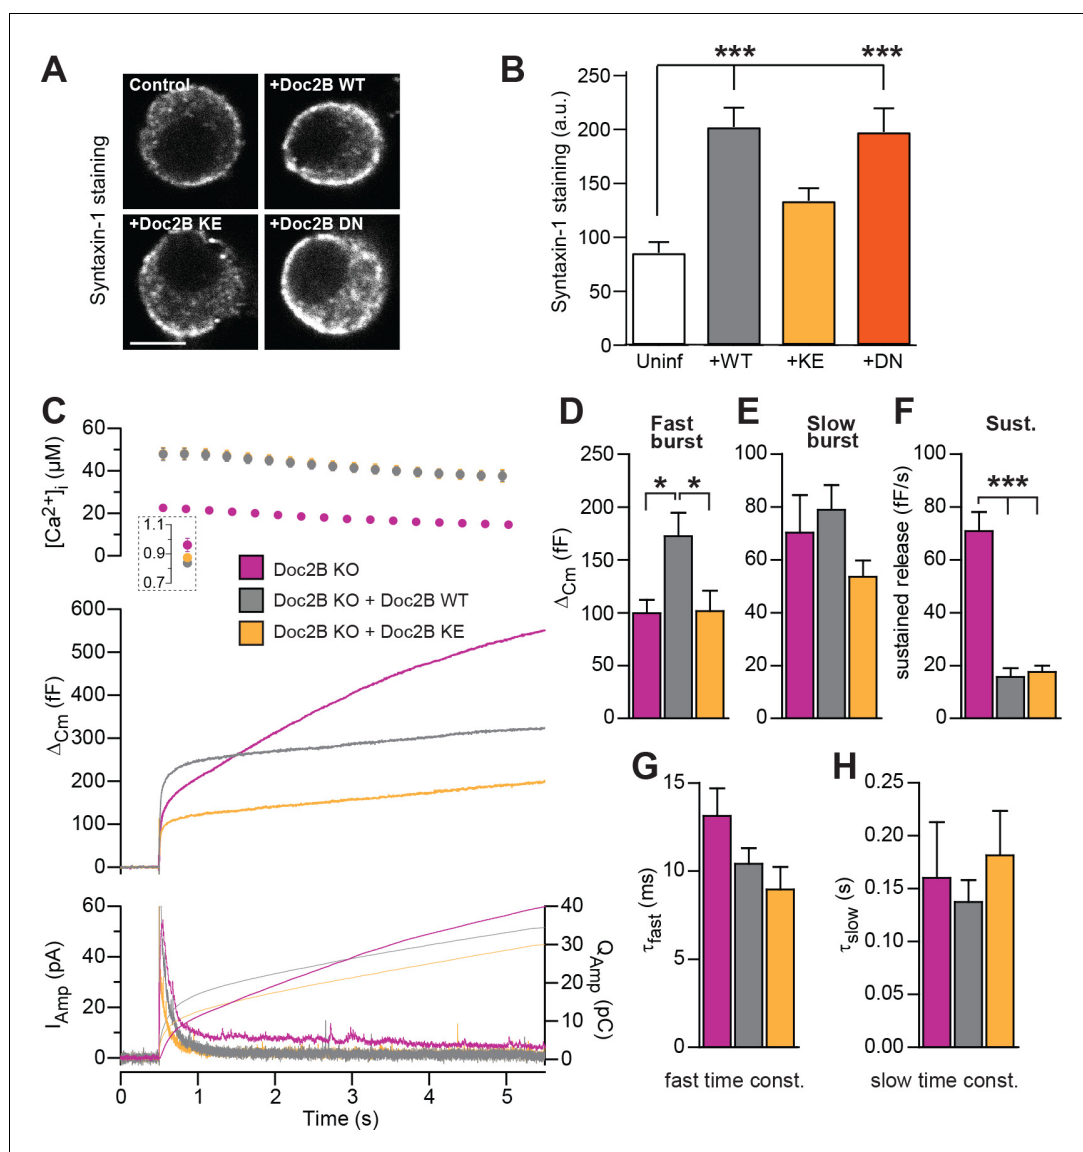 A
Control
+Doc2B WT
+Doc2B KE
+Doc2B DN
Syntaxin-1 staining
B
*** ***
250
200
150
100
50
0
Syntaxin-1 staining (a.u.)
Uninf +WT +KE +DN
C
60
40
20
0
[Ca2+]i (µM)
1.1
0.9
0.7
Doc2B KO
Doc2B KO + Doc2B WT
Doc2B KO + Doc2B KE
600
500
400
300
200
100
0
ΔCm (fF)
60
40
20
0
IAmp (pA)
40
30
20
10
0
QAmp (pC)
0 1 2 3 4 5
Time (s)
D
Fast
burst
250
200
150
100
50
0
ΔCm (fF)
* *
E
Slow
burst
100
80
60
40
20
0
F
Sust.
100
80
60
40
20
0
sustained release (fF/s)
***
G
15
10
5
0
τfast (ms)
fast time const.
H
0.25
0.20
0.15
0.10
0.05
0.00
τslow (s)
slow time const.